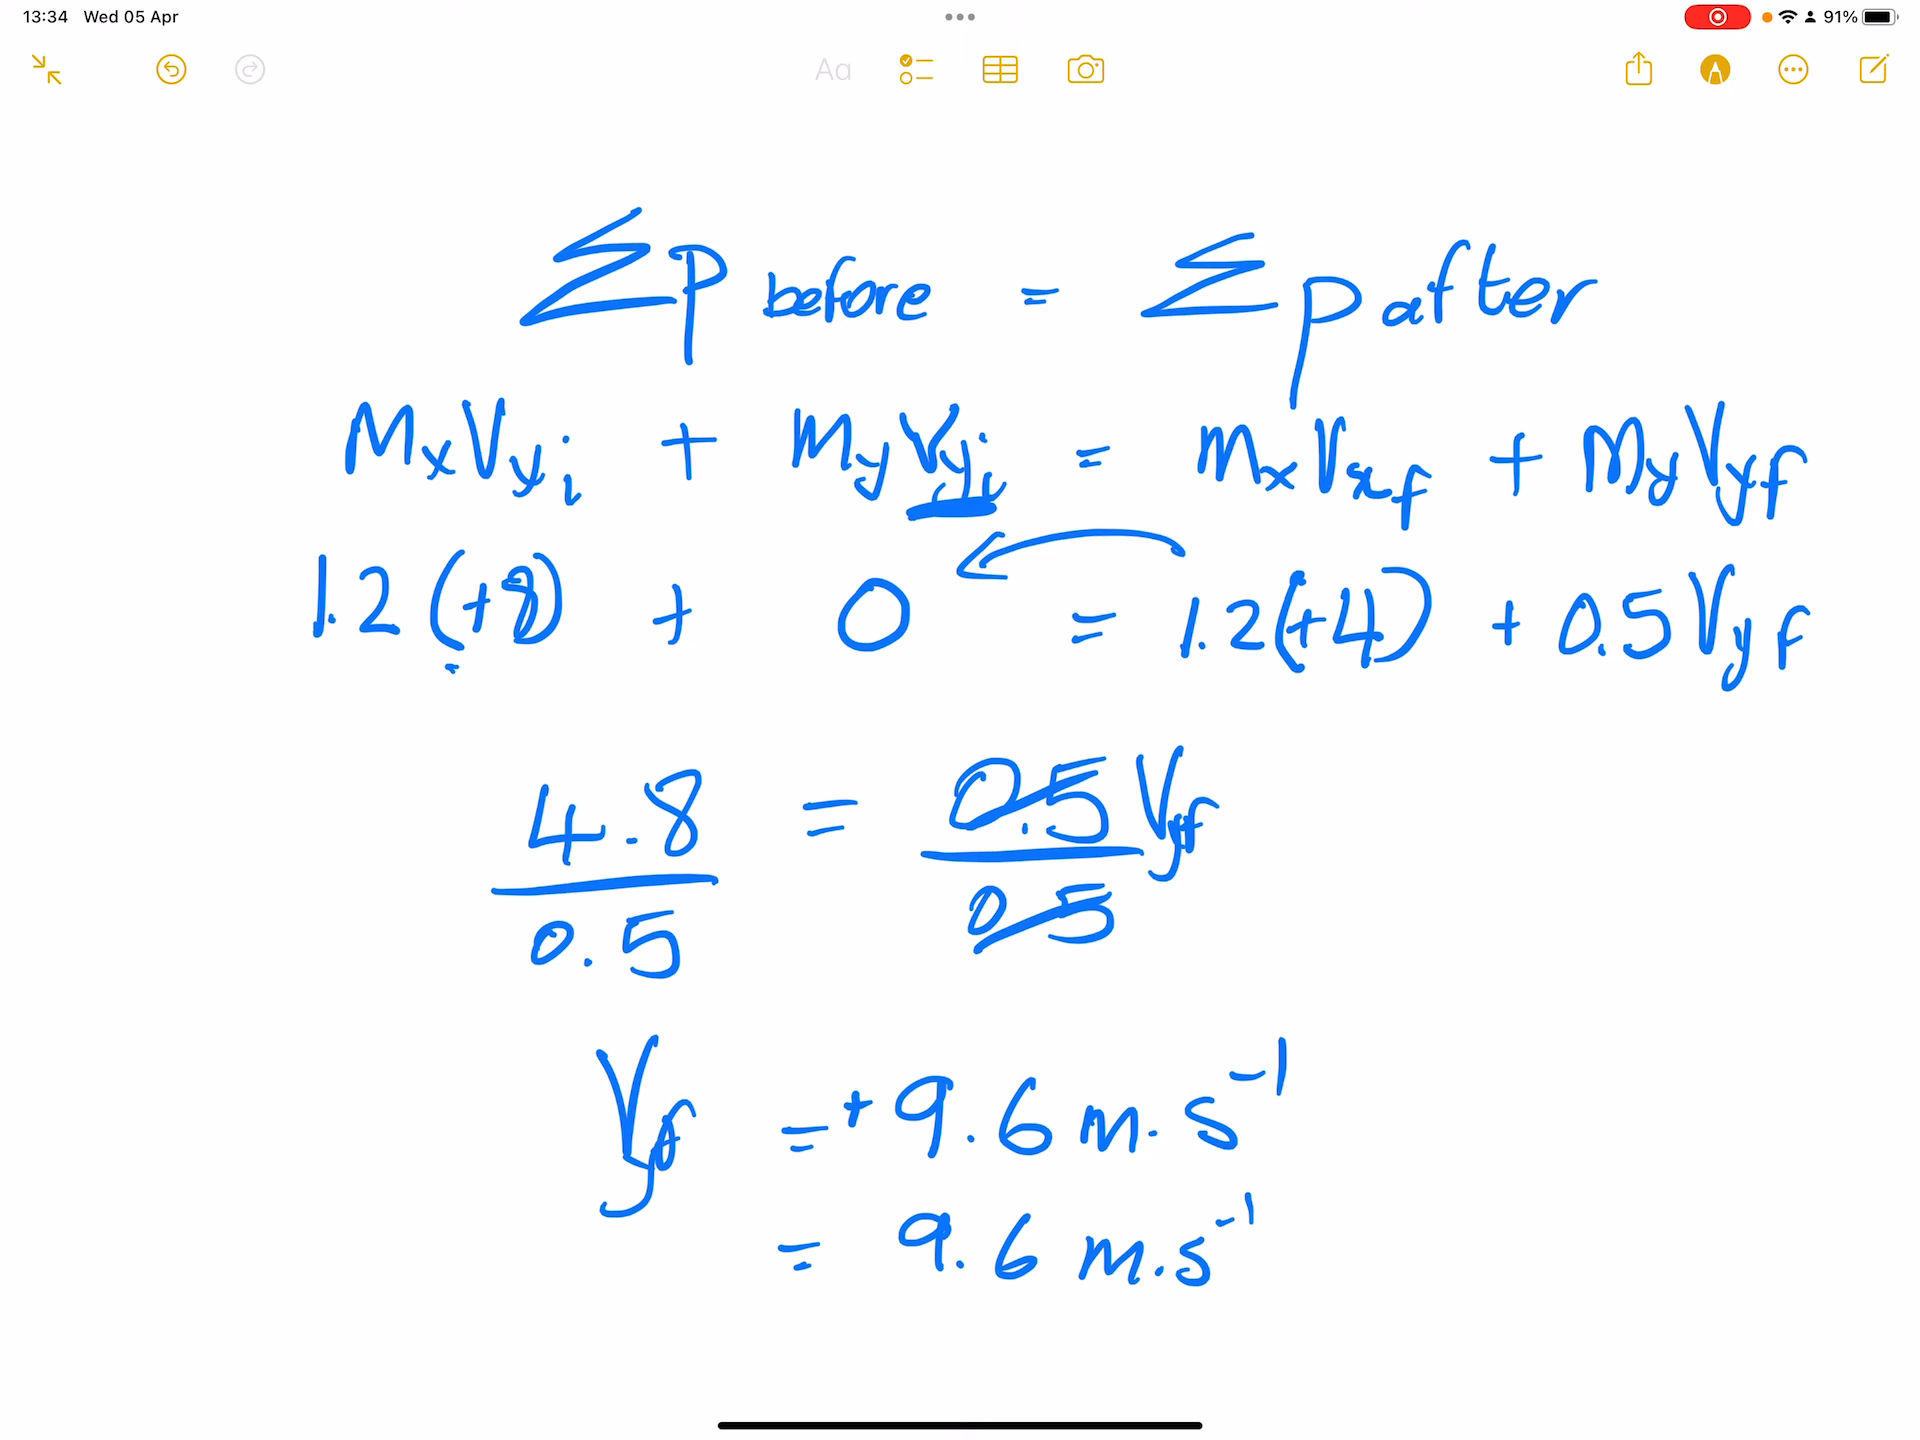 13:34 Wed 05 Apr 91%
Aa
Σp before = Σp after
MxVyi + MyVyi = mxVxf + MyVyf
1.2(+8) + 0 = 1.2(+4) + 0.5Vyf
4.8/0.5 = 0.5Vyf/0.5
Vyf = +9.6 m.s⁻¹
= 9.6 m.s⁻¹